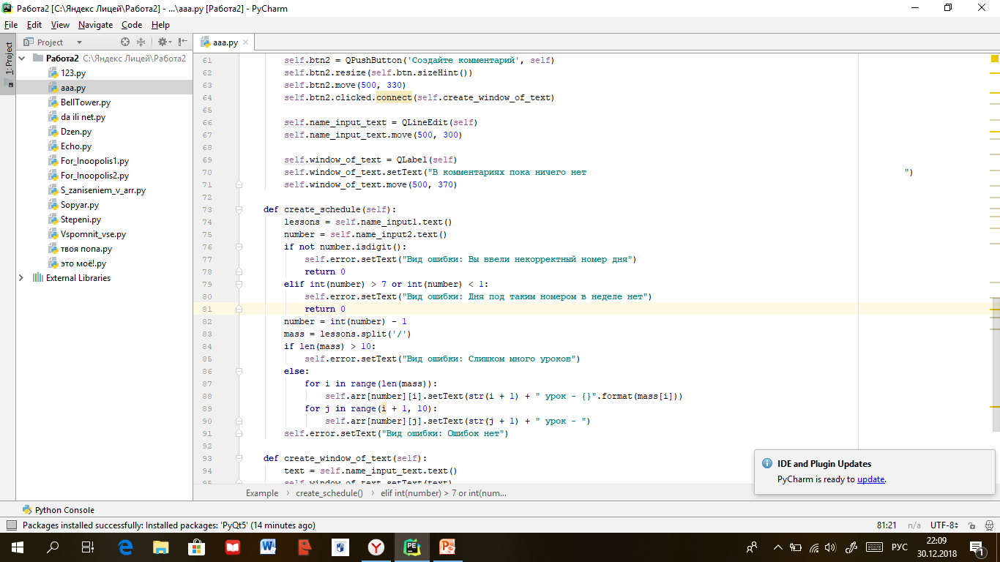 Работа2 [C:\Яндекс Лицей\Работа2] - ...\aaa.py [Работа2] - PyCharm
File Edit View Navigate Code Help
Project
aaa.py
1: Project
Работа2 C:\Яндекс Лицей\Работа2
123.py
aaa.py
BellTower.py
da ili net.py
Dzen.py
Echo.py
For_Inoopolis1.py
For_Inoopolis2.py
S_zaniseniem_v_arr.py
Sopyar.py
Stepeni.py
Vspomnit_vse.py
твоя попа.py
это моё!.py
External Libraries
61 self.btn2 = QPushButton('Создайте комментарий', self)
62 self.btn2.resize(self.btn.sizeHint())
63 self.btn2.move(500, 330)
64 self.btn2.clicked.connect(self.create_window_of_text)
65
66 self.name_input_text = QLineEdit(self)
67 self.name_input_text.move(500, 300)
68
69 self.window_of_text = QLabel(self)
70 self.window_of_text.setText("В комментариях пока ничего нет ")
71 self.window_of_text.move(500, 370)
72
73 def create_schedule(self):
74 lessons = self.name_input1.text()
75 number = self.name_input2.text()
76 if not number.isdigit():
77 self.error.setText("Вид ошибки: Вы ввели некорректный номер дня")
78 return 0
79 elif int(number) > 7 or int(number) < 1:
80 self.error.setText("Вид ошибки: Дня под таким номером в неделе нет")
81 return 0
82 number = int(number) - 1
83 mass = lessons.split('/')
84 if len(mass) > 10:
85 self.error.setText("Вид ошибки: Слишком много уроков")
86 else:
87 for i in range(len(mass)):
88 self.arr[number][i].setText(str(i + 1) + " урок - {}".format(mass[i]))
89 for j in range(i + 1, 10):
90 self.arr[number][j].setText(str(j + 1) + " урок - ")
91 self.error.setText("Вид ошибки: Ошибок нет")
92
93 def create_window_of_text(self):
94 text = self.name_input_text.text()
95 self.window_of_text.setText(text)
Example create_schedule() elif int(number) > 7 or int(num...
IDE and Plugin Updates
PyCharm is ready to update.
Python Console
Packages installed successfully: Installed packages: 'PyQt5' (14 minutes ago)
81:21 n/a UTF-8
РУС
22:09
30.12.2018
1